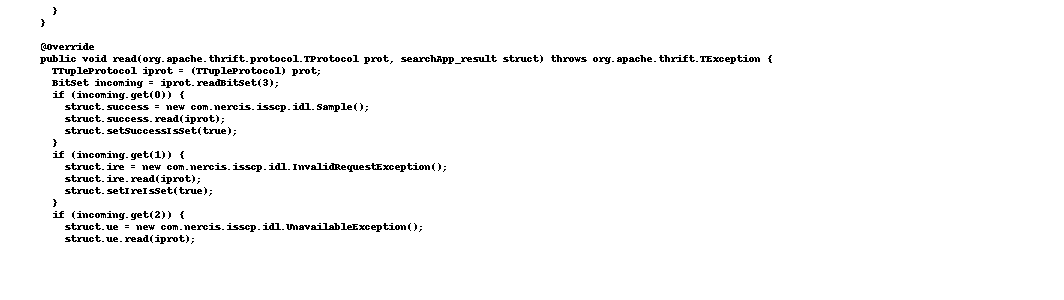 }
}
@Override
public void read(org.apache.thrift.protocol.TProtocol prot, searchApp_result struct) throws org.apache.thrift.TException {
TTupleProtocol iprot = (TTupleProtocol) prot;
BitSet incoming = iprot.readBitSet(3);
if (incoming.get(0)) {
struct.success = new com.nercis.isscp.idl.Sample();
struct.success.read(iprot);
struct.setSuccessIsSet(true);
}
if (incoming.get(1)) {
struct.ire = new com.nercis.isscp.idl.InvalidRequestException();
struct.ire.read(iprot);
struct.setIreIsSet(true);
}
if (incoming.get(2)) {
struct.ue = new com.nercis.isscp.idl.UnavailableException();
struct.ue.read(iprot);